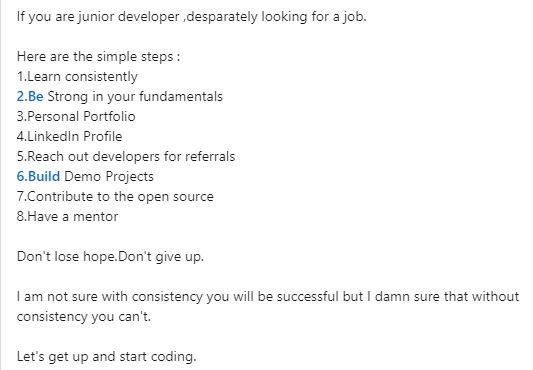 If you are junior developer ,desparately looking for a job.
Here are the simple steps :
1.Learn consistently
2.Be Strong in your fundamentals
3.Personal Portfolio
4.LinkedIn Profile
5.Reach out developers for referrals
6.Build Demo Projects
7.Contribute to the open source
8.Have a mentor
Don't lose hope.Don't give up.
I am not sure with consistency you will be successful but I damn sure that without
consistency you can't.
Let's get up and start coding.